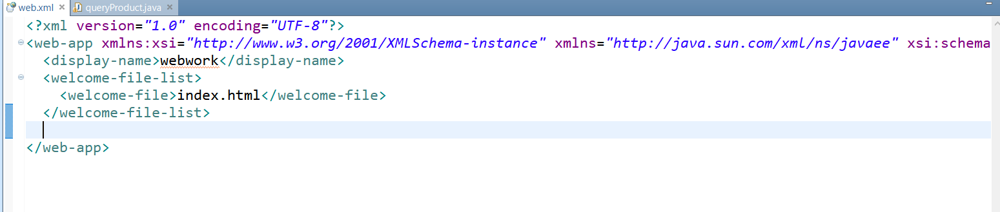 web.xml queryProduct.java
<?xml version="1.0" encoding="UTF-8"?>
<web-app xmlns:xsi="http://www.w3.org/2001/XMLSchema-instance" xmlns="http://java.sun.com/xml/ns/javaee" xsi:schema
<display-name>webwork</display-name>
<welcome-file-list>
<welcome-file>index.html</welcome-file>
</welcome-file-list>
</web-app>